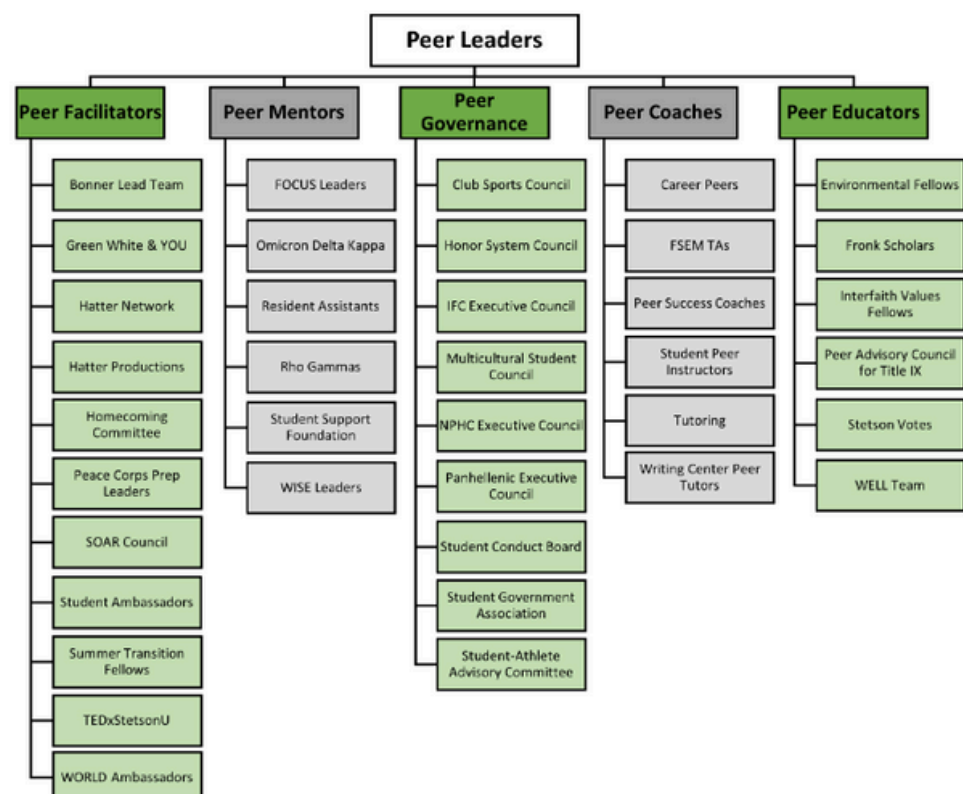 Peer Leaders
Peer Facilitators
Bonner Lead Team
Green White & YOU
Hatter Network
Hatter Productions
Homecoming
Committee
Peace Corps Prep
Leaders
SOAR Council
Student Ambassadors
Summer Transition
Fellows
TEDxStetsonU
WORLD Ambassadors
Peer Mentors
FOCUS Leaders
Omicron Delta Kappa
Resident Assistants
Rho Gammas
Student Support
Foundation
WISE Leaders
Peer
Governance
Club Sports Council
Honor System Council
IFC Executive Council
Multicultural Student
Council
NPHC Executive Council
Panhellenic Executive
Council
Student Conduct Board
Student Government
Association
Student-Athlete
Advisory Committee
Peer Coaches
Career Peers
FSEM TAs
Peer Success Coaches
Student Peer
Instructors
Tutoring
Writing Center Peer
Tutors
Peer Educators
Environmental Fellows
Fronk Scholars
Interfaith Values
Fellows
Peer Advisory Council
for Title IX
Stetson Votes
WELL Team